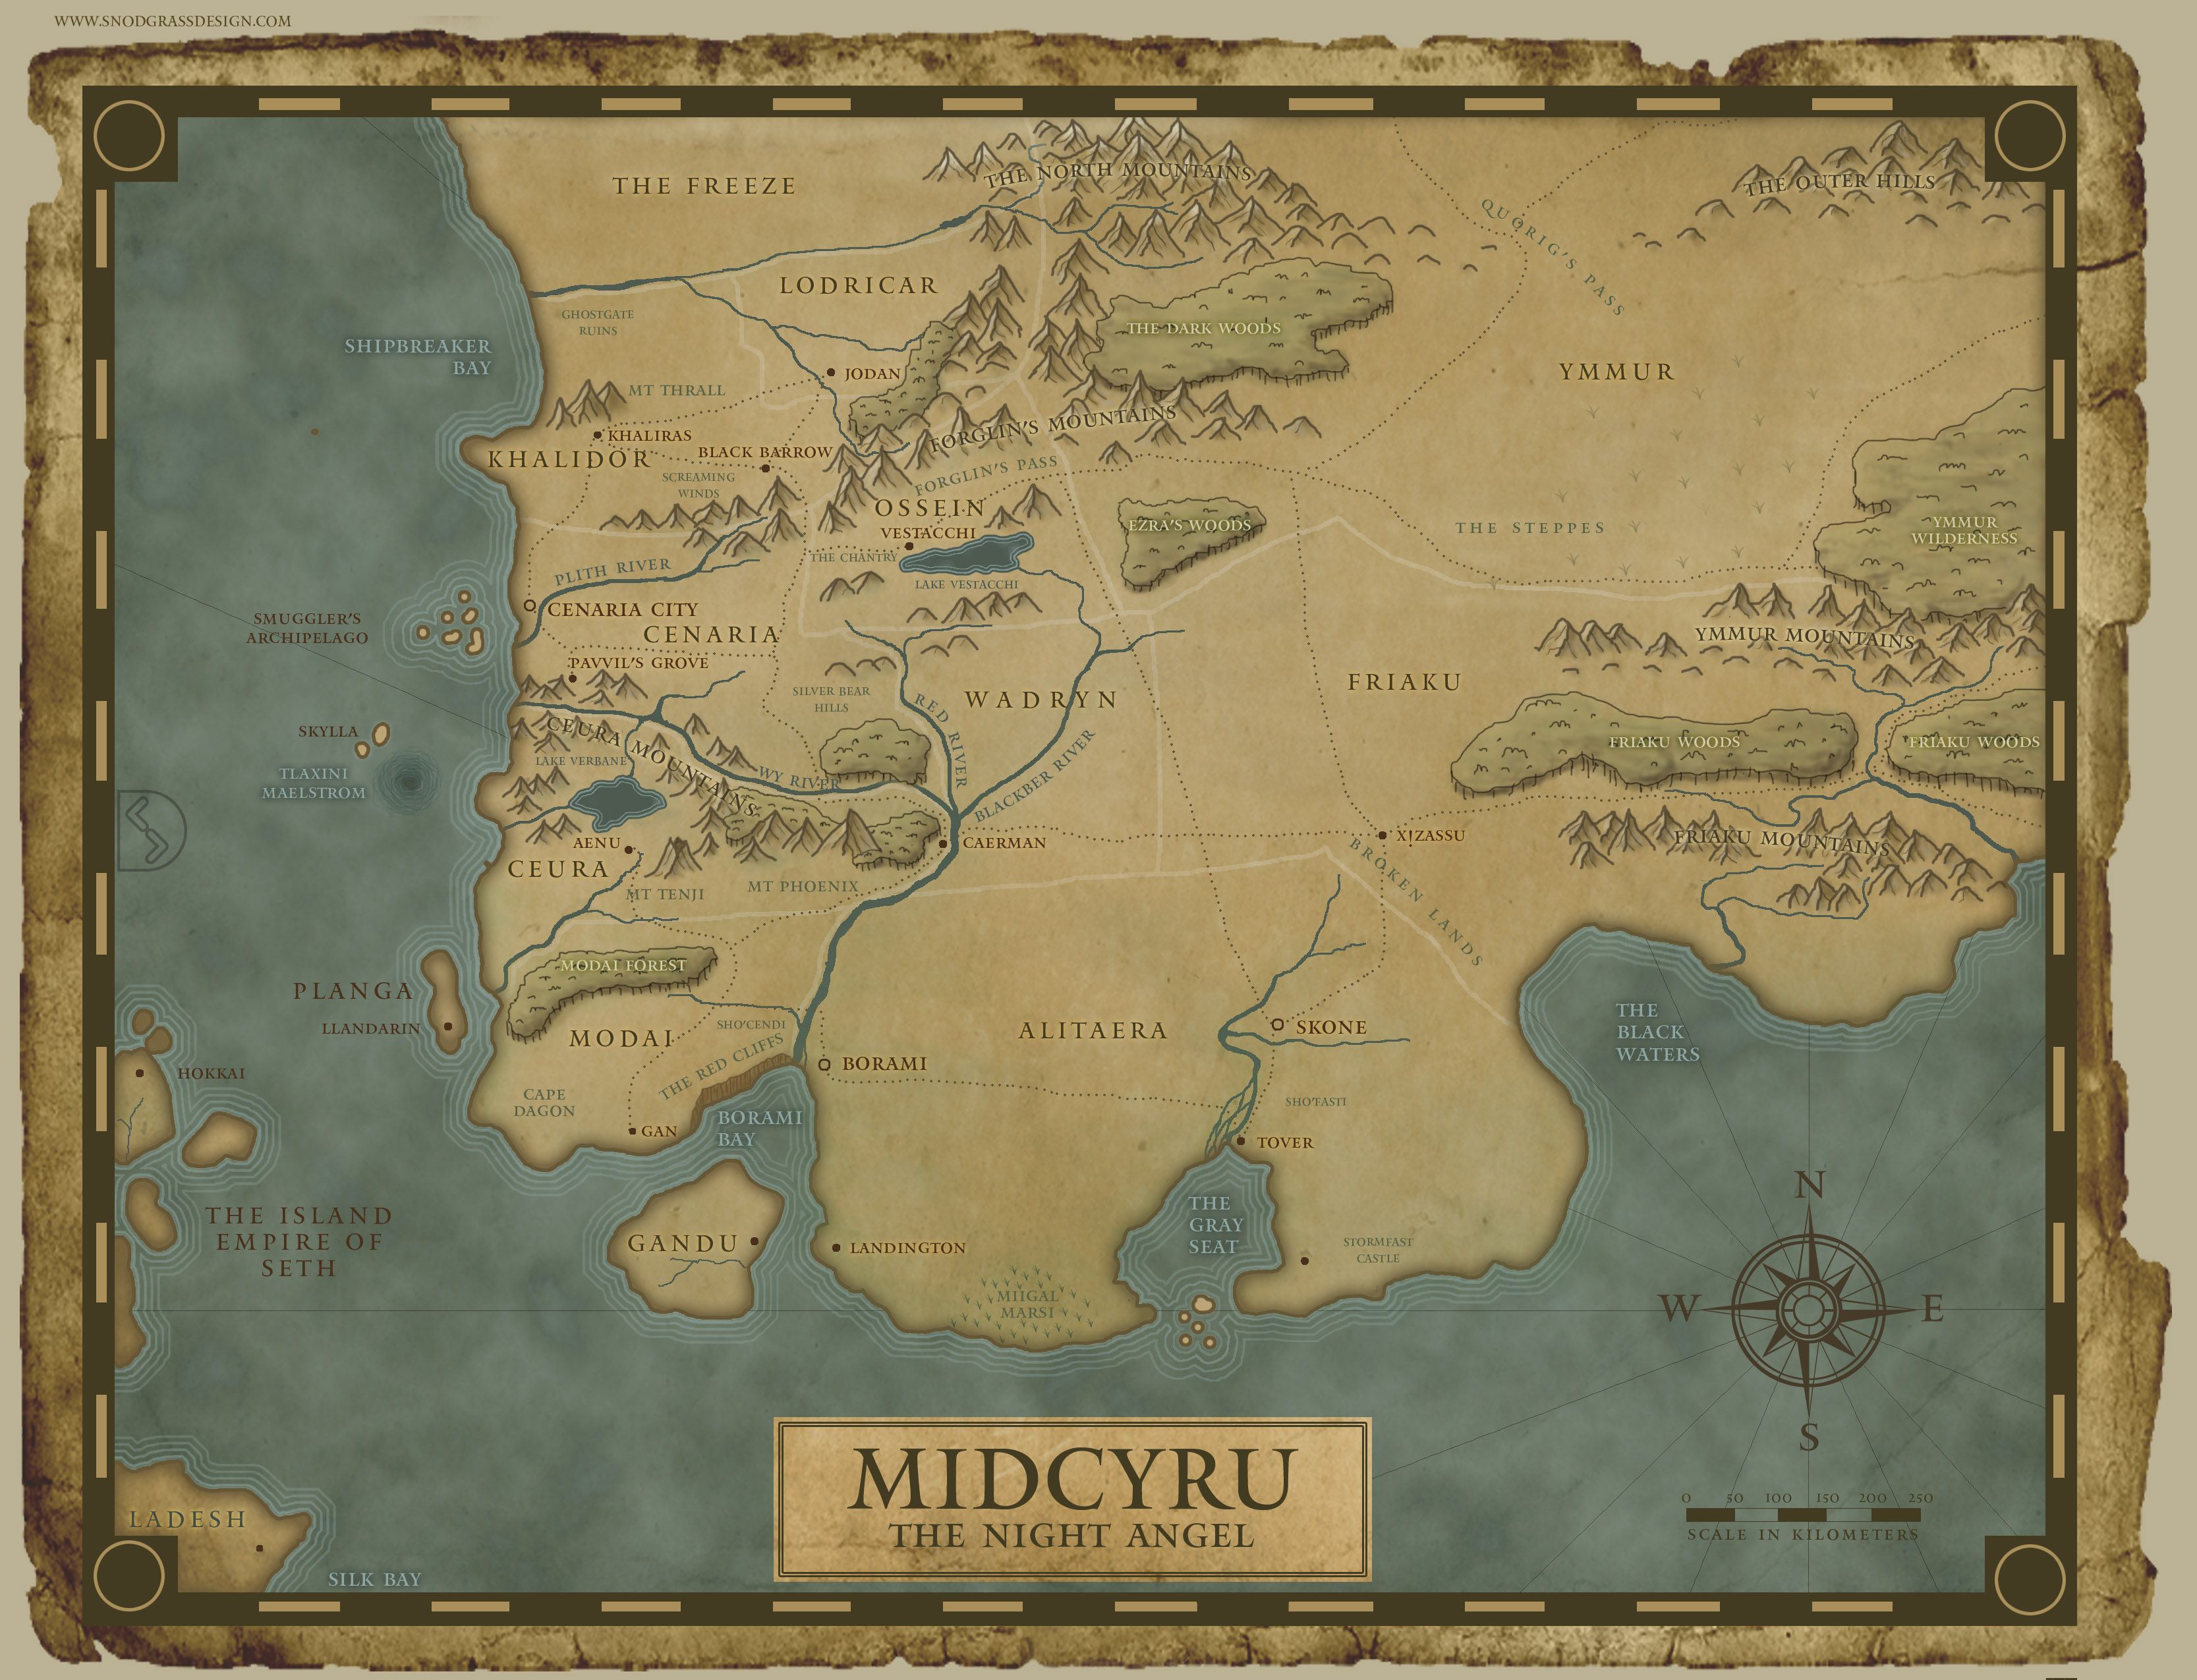 WWW.SNODGRASSDESIGN.COM
THE FREEZE
THE NORTH MOUNTAINS
THE OUTER HILLS
QUORIG'S PASS
LODRICAR
GHOSTGATE
RUINS
THE DARK WOODS
SHIPBREAKER
BAY
JODAN
YMMUR
MT THRALL
FORGLIN'S MOUNTAINS
KHALIRAS
KHALIDOR
BLACK BARROW
FORGLIN'S PASS
SCREAMING
WINDS
OSSEIN
VESTACCHI
EZRA'S WOODS
THE STEPPES
YMMUR
WILDERNESS
THE CHANTRY
PLITH RIVER
LAKE VESTACCHI
CENARIA CITY
SMUGGLER'S
ARCHIPELAGO
CENARIA
YMMUR MOUNTAINS
PAVVIL'S GROVE
SILVER BEAR
HILLS
RED RIVER
WADRYN
FRIAKU
SKYLLA
CEURA MOUNTAINS
FRIAKU WOODS
FRIAKU WOODS
LAKE VERBANE
TLAXINI
MAELSTROM
WY RIVER
BLACKBER RIVER
AENU
CAERMAN
X!ZASSU
FRIAKU MOUNTAINS
CEURA
BROKEN LANDS
MT TENJI
MT PHOENIX
MODAI FOREST
PLANGA
LLANDARIN
THE
BLACK
WATERS
SHO'CENDI
MODAI
ALITAERA
SKONE
THE RED CLIFFS
BORAMI
HOKKAI
CAPE
DAGON
SHO'FASTI
BORAMI
BAY
GAN
TOVER
N
THE ISLAND
EMPIRE OF
SETH
THE
GRAY
SEAT
GANDU
LANDINGTON
STORMFAST
CASTLE
MIIGAL
MARSI
W
E
S
MIDCYRU
THE NIGHT ANGEL
0 50 100 150 200 250
SCALE IN KILOMETERS
LADESH
SILK BAY